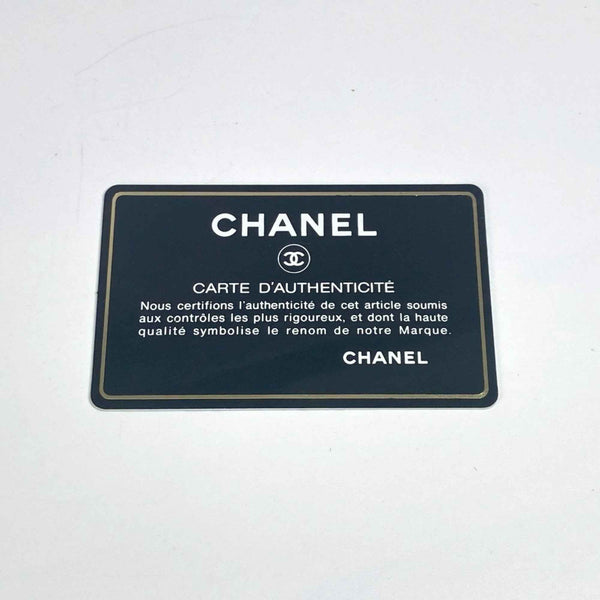 CHANEL
CARTE D'AUTHENTICITÉ
Nous certifions l'authenticité de cet article soumis
aux contrôles les plus rigoureux, et dont la haute
qualité symbolise le renom de notre Marque.
CHANEL